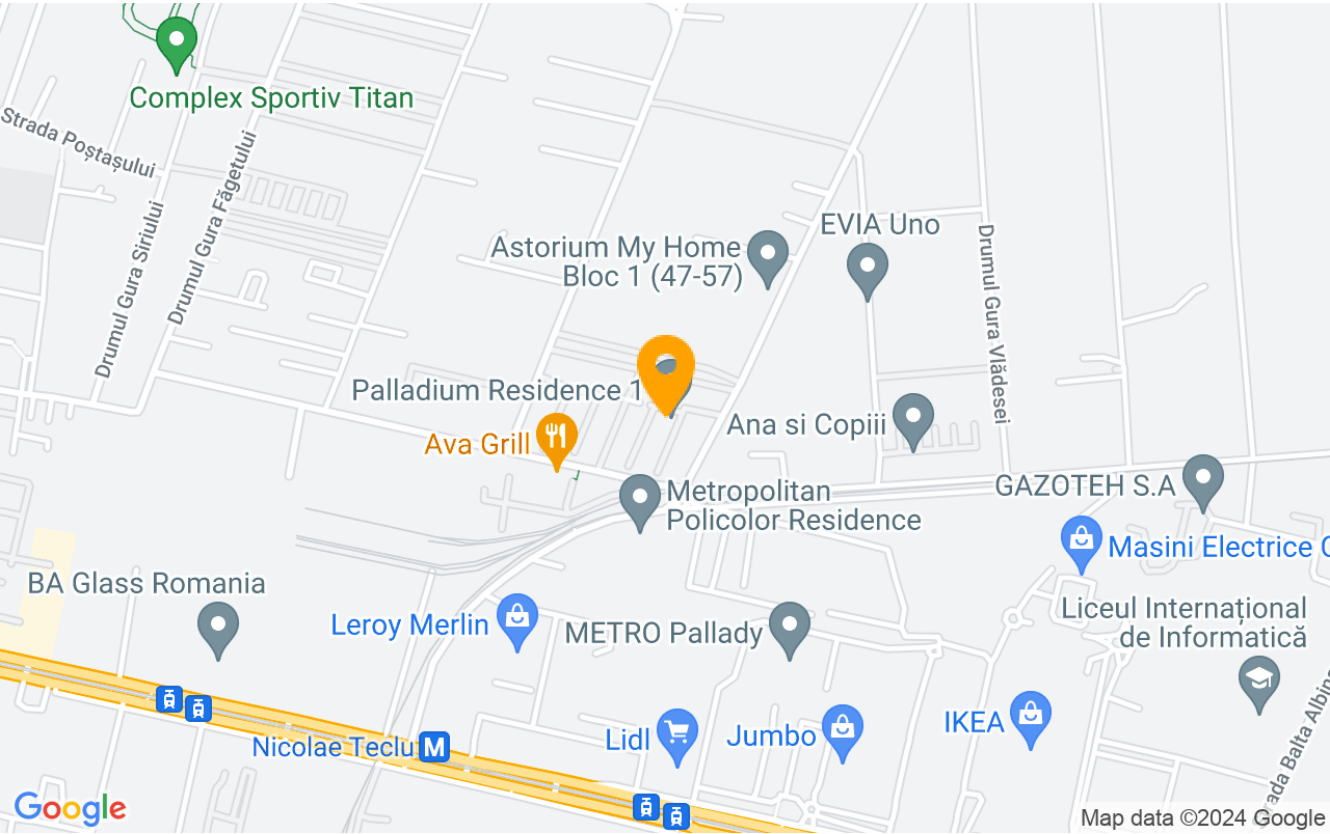 Complex Sportiv Titan
Strada Poștașului
Drumul Gura Făgetului
Drumul Gura Siriului
EVIA Uno
Astorium My Home
Bloc 1 (47-57)
Drumul Gura Vlădesei
Palladium Residence 1
Ana si Copiii
Ava Grill
Metropolitan
Policolor Residence
GAZOTEH S.A
Masini Electrice
BA Glass Romania
Leroy Merlin
METRO Pallady
Liceul Internațional
de Informatică
Nicolae Teclu M
Lidl
Jumbo
IKEA
Google
Map data ©2024 Google